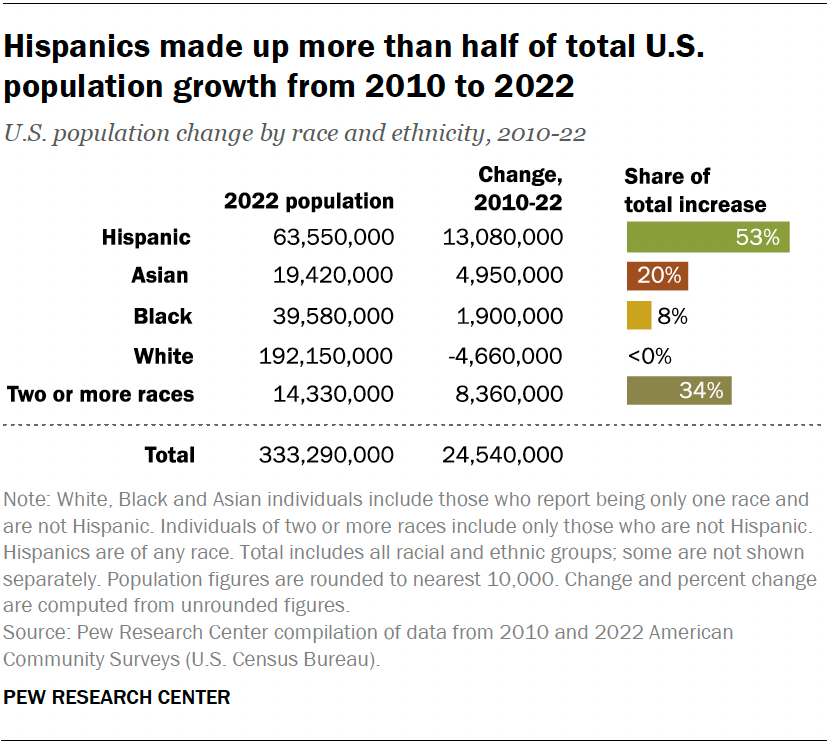 Hispanics made up more than half of total U.S.
population growth from 2010 to 2022
U.S. population change by race and ethnicity, 2010-22
2022 population Change, 2010-22 Share of total increase
Hispanic 63,550,000 13,080,000 53%
Asian 19,420,000 4,950,000 20%
Black 39,580,000 1,900,000 8%
White 192,150,000 -4,660,000 <0%
Two or more races 14,330,000 8,360,000 34%
Total 333,290,000 24,540,000
Note: White, Black and Asian individuals include those who report being only one race and
are not Hispanic. Individuals of two or more races include only those who are not Hispanic.
Hispanics are of any race. Total includes all racial and ethnic groups; some are not shown
separately. Population figures are rounded to nearest 10,000. Change and percent change
are computed from unrounded figures.
Source: Pew Research Center compilation of data from 2010 and 2022 American
Community Surveys (U.S. Census Bureau).
PEW RESEARCH CENTER